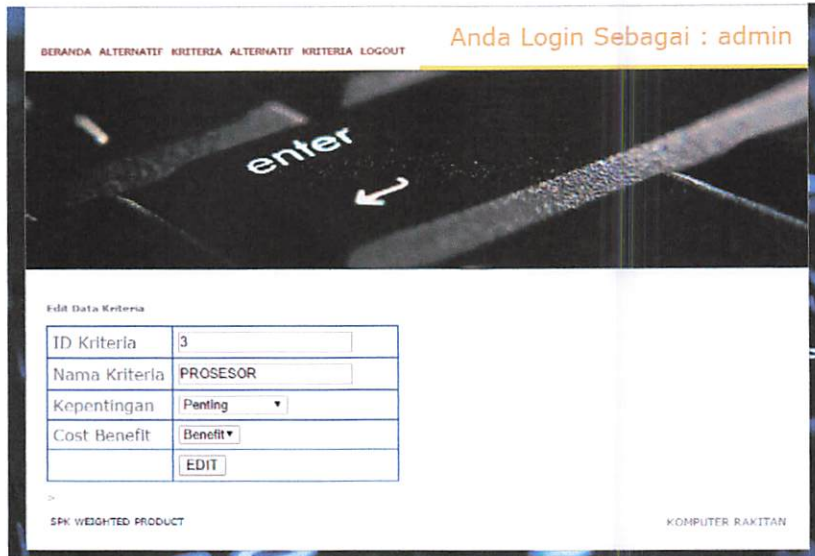 BERANDA ALTERNATIF KRITERIA ALTERNATIF KRITERIA LOGOUT
Anda Login Sebagai : admin
enter
Edit Data Kriteria
ID Kriteria 3
Nama Kriteria PROSESOR
Kepentingan Penting
Cost Benefit Benefit
EDIT
>
SPK WEIGHTED PRODUCT
KOMPUTER RAKITAN